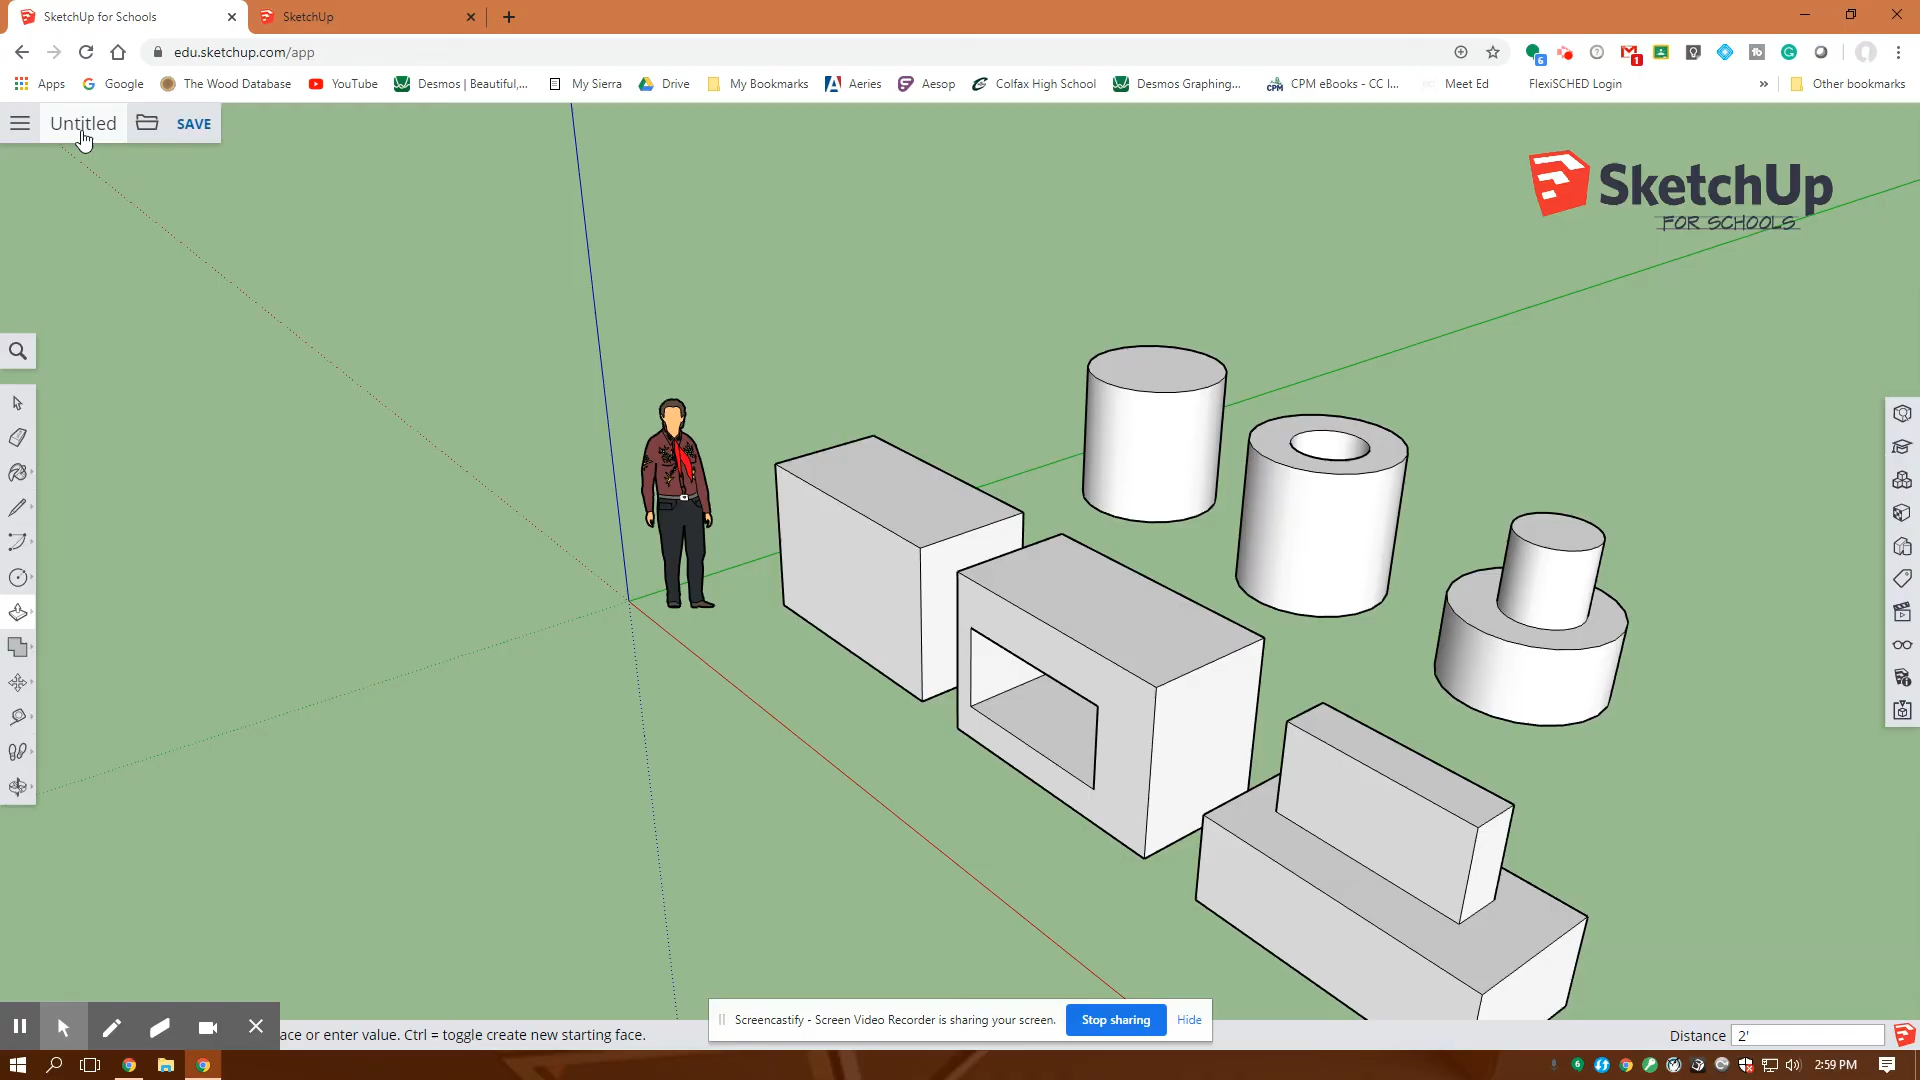 SketchUp for Schools
SketchUp
edu.sketchup.com/app
6
1
Apps
Google
The Wood Database
YouTube
Desmos | Beautiful,...
My Sierra
Drive
My Bookmarks
Aeries
Aesop
Colfax High School
Desmos Graphing...
CPM eBooks - CC I...
Meet Ed
FlexiSCHED Login
»
Other bookmarks
Untitled
SAVE
SketchUp
FOR SCHOOLS
Screencastify - Screen Video Recorder is sharing your screen.
Stop sharing
Hide
ace or enter value. Ctrl = toggle create new starting face.
Distance
2'
2:59 PM